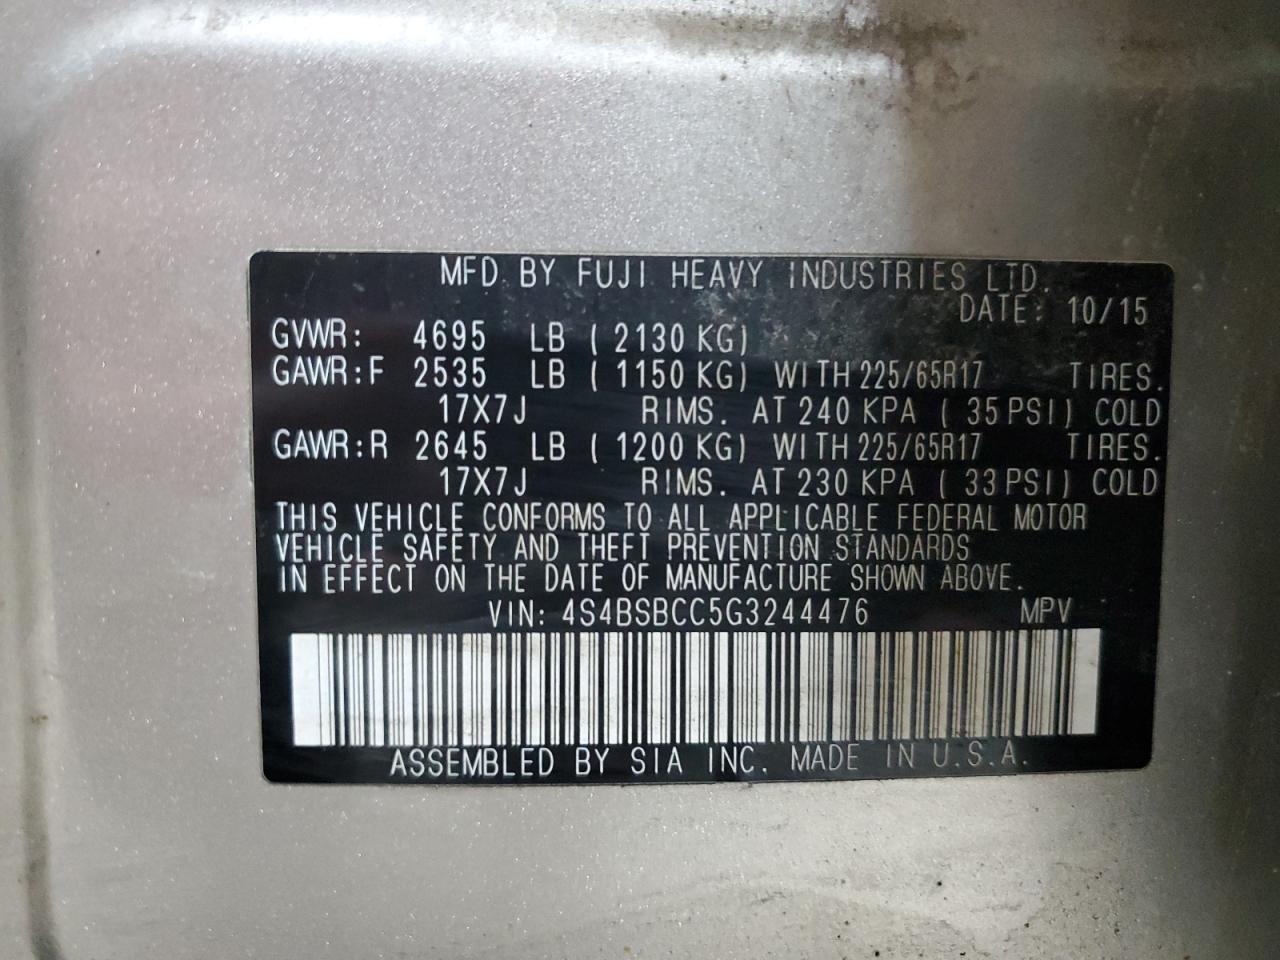 MFD. BY FUJI HEAVY INDUSTRIES LTD.
DATE: 10/15
GVWR: 4695 LB ( 2130 KG)
GAWR:F 2535 LB ( 1150 KG) WITH 225/65R17 TIRES.
17X7J RIMS. AT 240 KPA ( 35 PSI) COLD
GAWR:R 2645 LB ( 1200 KG) WITH 225/65R17 TIRES.
17X7J RIMS. AT 230 KPA ( 33 PSI) COLD
THIS VEHICLE CONFORMS TO ALL APPLICABLE FEDERAL MOTOR
VEHICLE SAFETY AND THEFT PREVENTION STANDARDS
IN EFFECT ON THE DATE OF MANUFACTURE SHOWN ABOVE.
VIN: 4S4BSBCC5G3244476 MPV
ASSEMBLED BY SIA INC. MADE IN U.S.A.